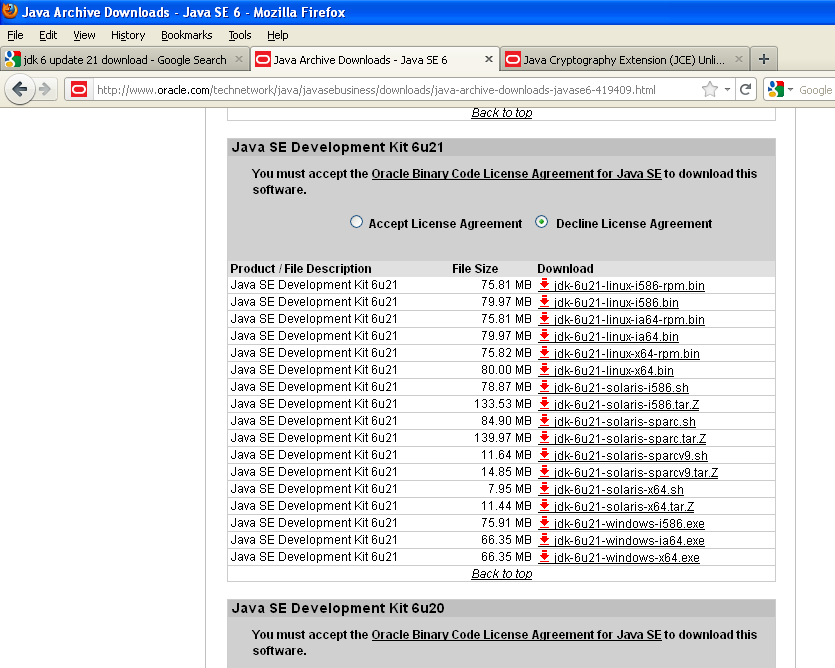 Java Archive Downloads - Java SE 6 - Mozilla Firefox
File Edit View History Bookmarks Tools Help
jdk 6 update 21 download - Google Search Java Archive Downloads - Java SE 6 Java Cryptography Extension (JCE) Unli...
http://www.oracle.com/technetwork/java/javasebusiness/downloads/java-archive-downloads-javase6-419409.html Google
Back to top
Java SE Development Kit 6u21
You must accept the Oracle Binary Code License Agreement for Java SE to download this
software.
Accept License Agreement Decline License Agreement
Product / File Description File Size Download
Java SE Development Kit 6u21 75.81 MB jdk-6u21-linux-i586-rpm.bin
Java SE Development Kit 6u21 79.97 MB jdk-6u21-linux-i586.bin
Java SE Development Kit 6u21 75.81 MB jdk-6u21-linux-ia64-rpm.bin
Java SE Development Kit 6u21 79.97 MB jdk-6u21-linux-ia64.bin
Java SE Development Kit 6u21 75.82 MB jdk-6u21-linux-x64-rpm.bin
Java SE Development Kit 6u21 80.00 MB jdk-6u21-linux-x64.bin
Java SE Development Kit 6u21 78.87 MB jdk-6u21-solaris-i586.sh
Java SE Development Kit 6u21 133.53 MB jdk-6u21-solaris-i586.tar.Z
Java SE Development Kit 6u21 84.90 MB jdk-6u21-solaris-sparc.sh
Java SE Development Kit 6u21 139.97 MB jdk-6u21-solaris-sparc.tar.Z
Java SE Development Kit 6u21 11.64 MB jdk-6u21-solaris-sparcv9.sh
Java SE Development Kit 6u21 14.85 MB jdk-6u21-solaris-sparcv9.tar.Z
Java SE Development Kit 6u21 7.95 MB jdk-6u21-solaris-x64.sh
Java SE Development Kit 6u21 11.44 MB jdk-6u21-solaris-x64.tar.Z
Java SE Development Kit 6u21 75.91 MB jdk-6u21-windows-i586.exe
Java SE Development Kit 6u21 66.35 MB jdk-6u21-windows-ia64.exe
Java SE Development Kit 6u21 66.35 MB jdk-6u21-windows-x64.exe
Back to top
Java SE Development Kit 6u20
You must accept the Oracle Binary Code License Agreement for Java SE to download this
software.